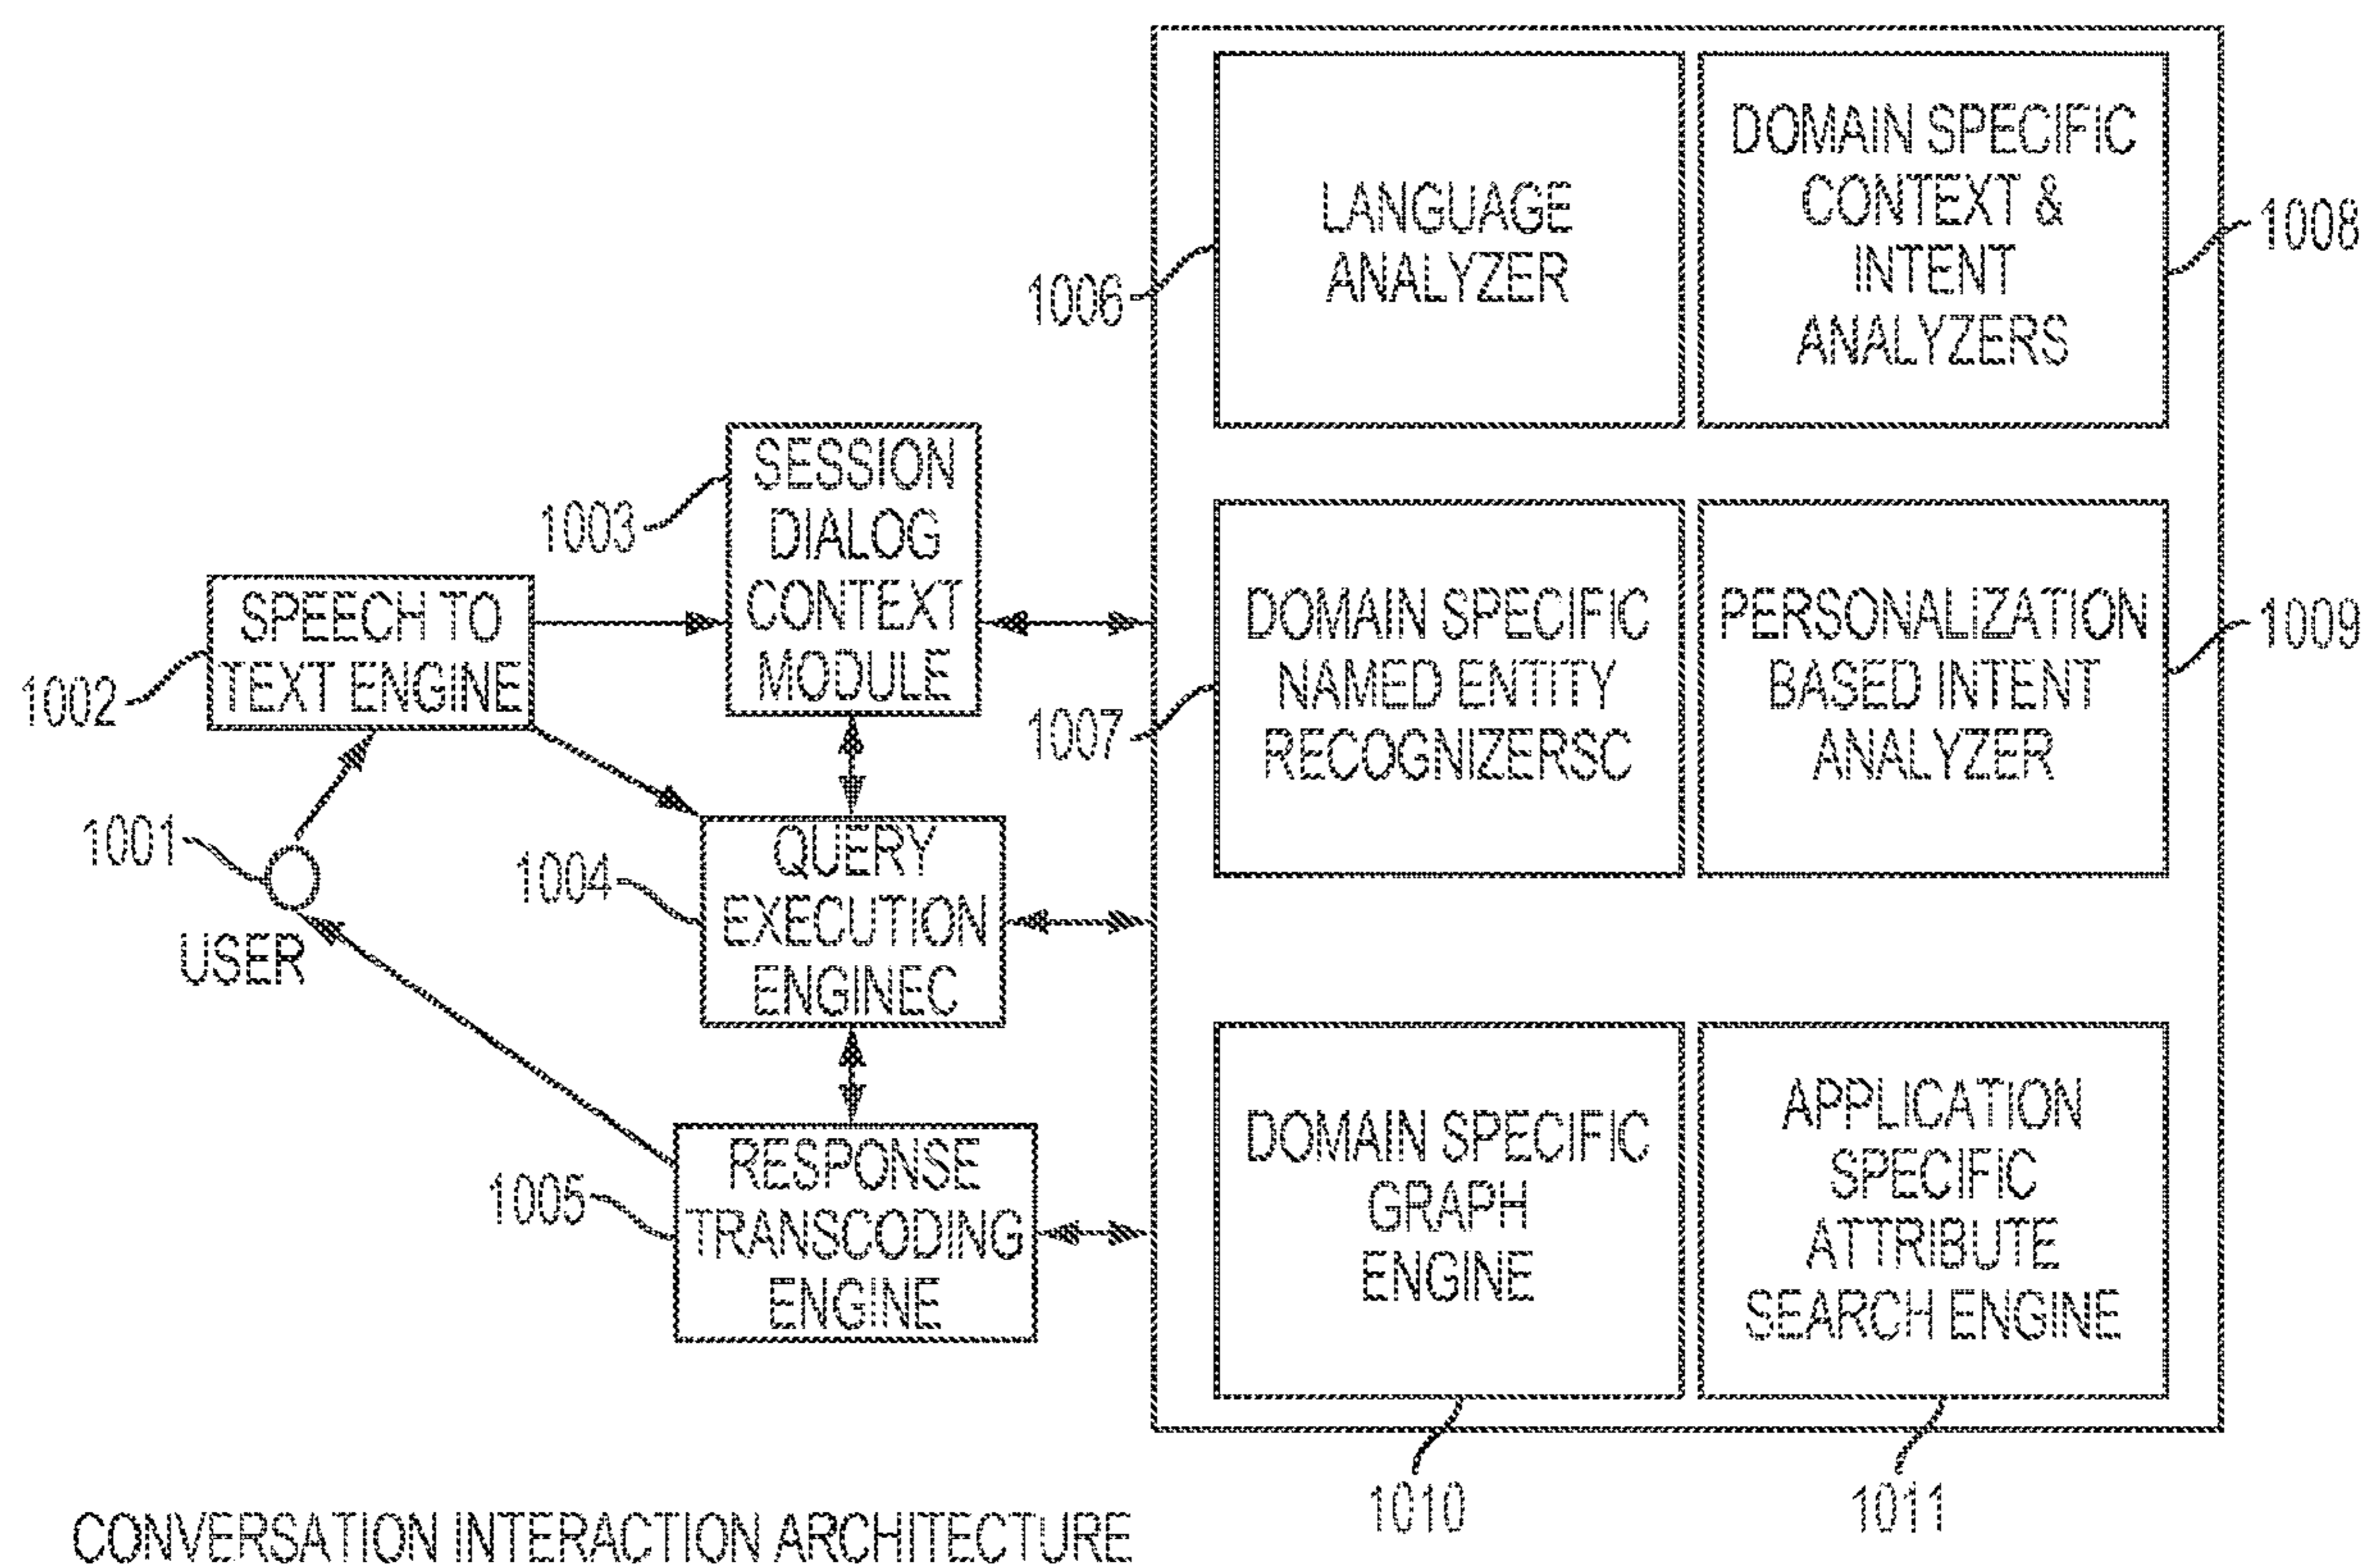 LANGUAGE
ANALYZER
1006
DOMAIN SPECIFIC
CONTEXT &
INTENT
ANALYZERS
1008
SESSION
DIALOG
CONTEXT
MODULE
1003
SPEECH TO
TEXT ENGINE
1002
DOMAIN SPECIFIC
NAMED ENTITY
RECOGNIZERSC
1007
PERSONALIZATION
BASED INTENT
ANALYZER
1009
1001
USER
QUERY
EXECUTION
ENGINEC
1004
RESPONSE
TRANSCODING
ENGINE
1005
DOMAIN SPECIFIC
GRAPH
ENGINE
1010
APPLICATION
SPECIFIC
ATTRIBUTE
SEARCH ENGINE
1011
CONVERSATION INTERACTION ARCHITECTURE